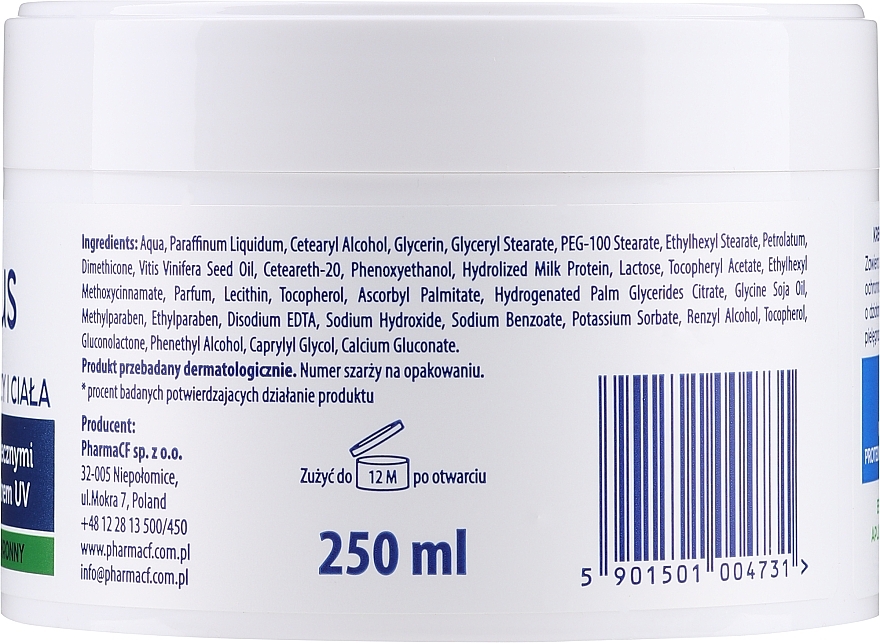 Ingredients: Aqua, Paraffinum Liquidum, Cetearyl Alcohol, Glycerin, Glyceryl Stearate, PEG-100 Stearate, Ethylhexyl Stearate, Petrolatum,
Dimethicone, Vitis Vinifera Seed Oil, Ceteareth-20, Phenoxyethanol, Hydrolized Milk Protein, Lactose, Tocopheryl Acetate, Ethylhexyl
Methoxycinnamate, Parfum, Lecithin, Tocopherol, Ascorbyl Palmitate, Hydrogenated Palm Glycerides Citrate, Glycine Soja Oil,
Methylparaben, Ethylparaben, Disodium EDTA, Sodium Hydroxide, Sodium Benzoate, Potassium Sorbate, Renzyl Alcohol, Tocopherol,
Gluconolactone, Phenethyl Alcohol, Caprylyl Glycol, Calcium Gluconate.
Produkt przebadany dermatologicznie. Numer szarży na opakowaniu.
* procent badanych potwierdzających działanie produktu
Producent:
PharmaCF sp. z o.o.
32-005 Niepołomice,
ul.Mokra 7, Poland
+48 12 28 13 500/450
www.pharmacf.com.pl
info@pharmacf.com.pl
Zużyć do 12 M po otwarciu
250 ml
5 901501 004731 >
I CIAŁA
UV